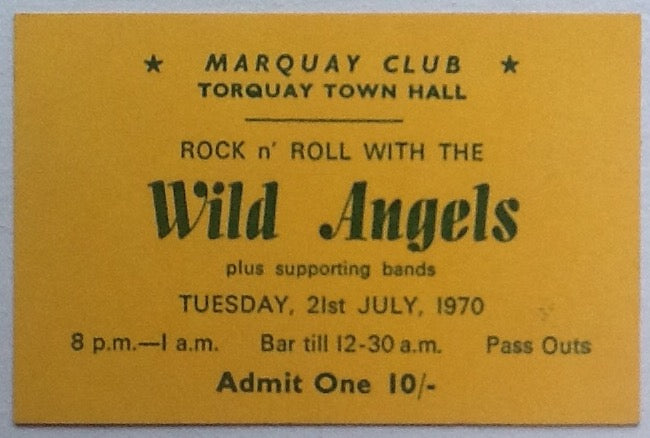 ★ MARQUAY CLUB ★
TORQUAY TOWN HALL
ROCK n' ROLL WITH THE
Wild Angels
plus supporting bands
TUESDAY, 21st JULY, 1970
8 p.m.—1 a.m. Bar till 12-30 a.m. Pass Outs
Admit One 10/-